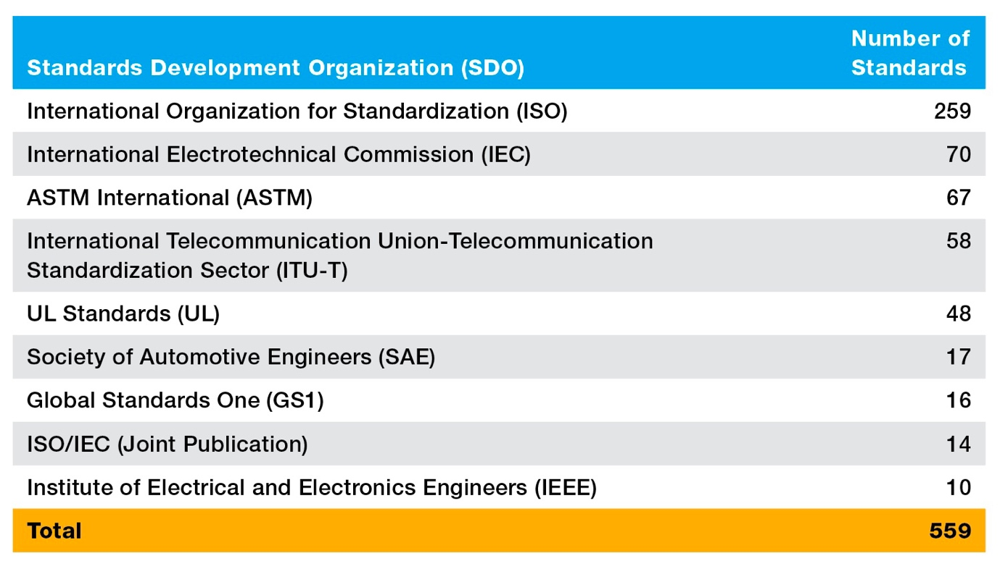 Number of
Standards Development Organization (SDO) Standards
International Organization for Standardization (ISO) 259
International Electrotechnical Commission (IEC) 70
ASTM International (ASTM) 67
International Telecommunication Union-Telecommunication 58
Standardization Sector (ITU-T)
UL Standards (UL) 48
Society of Automotive Engineers (SAE) 17
Global Standards One (GS1) 16
ISO/IEC (Joint Publication) 14
Institute of Electrical and Electronics Engineers (IEEE) 10
Total 559